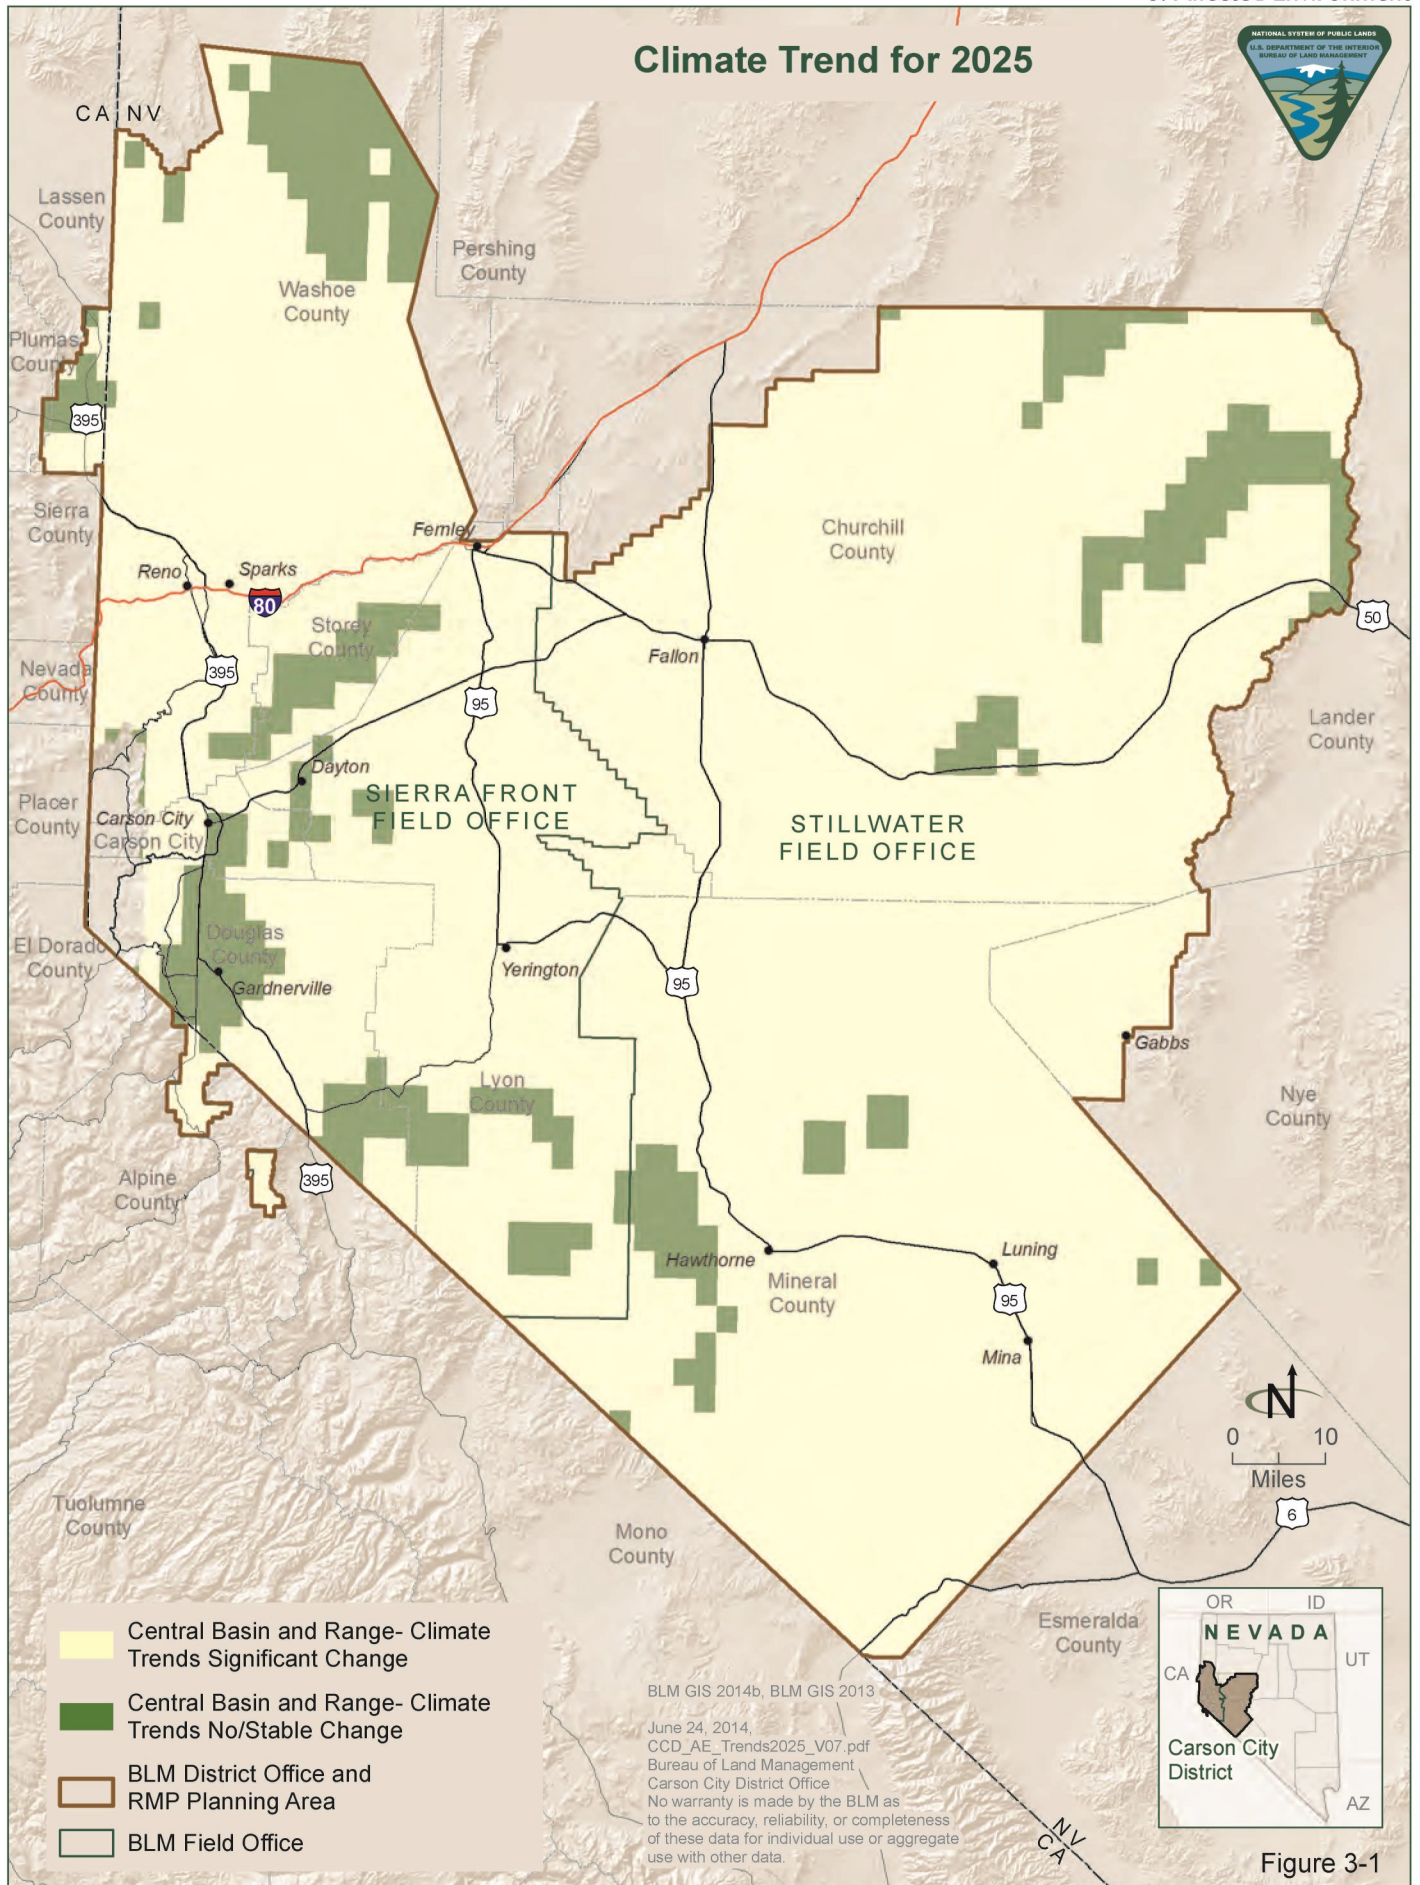 Climate Trend for 2025
NATIONAL SYSTEM OF PUBLIC LANDS
U.S. DEPARTMENT OF THE INTERIOR
BUREAU OF LAND MANAGEMENT
CA NV
Lassen
County
Pershing
County
Washoe
County
Plumas
County
395
Sierra
County
Fernley
Churchill
County
Reno
Sparks
80
Storey
County
50
Fallon
Nevada
County
395
95
Lander
County
Dayton
SIERRA FRONT
FIELD OFFICE
Placer
County
Carson City
Carson City
STILLWATER
FIELD OFFICE
El Dorado
County
Douglas
County
Gardnerville
Yerington
95
Gabbs
Lyon
County
Nye
County
Alpine
County
395
Hawthorne
Luning
Mineral
County
95
Mina
N
0 10
Miles
Tuolumne
County
Mono
County
6
Esmeralda
County
Central Basin and Range- Climate
Trends Significant Change
Central Basin and Range- Climate
Trends No/Stable Change
BLM District Office and
RMP Planning Area
BLM Field Office
BLM GIS 2014b, BLM GIS 2013
June 24, 2014,
CCD_AE_Trends2025_V07.pdf
Bureau of Land Management
Carson City District Office
No warranty is made by the BLM as
to the accuracy, reliability, or completeness
of these data for individual use or aggregate
use with other data.
NV
CA
OR ID
NEVADA
CA
UT
Carson City
District
AZ
Figure 3-1